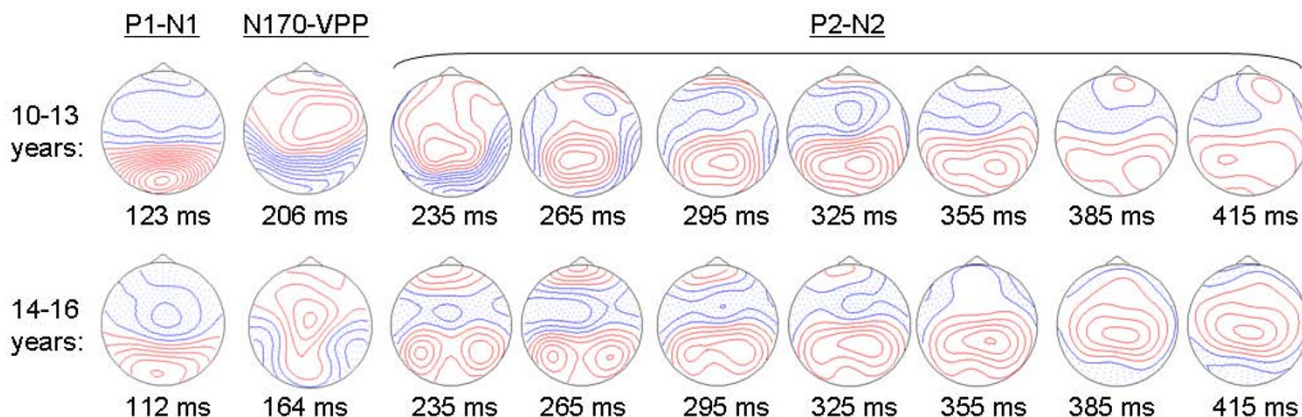 P1-N1 N170-VPP P2-N2
10-13
years:
123 ms 206 ms 235 ms 265 ms 295 ms 325 ms 355 ms 385 ms 415 ms
14-16
years:
112 ms 164 ms 235 ms 265 ms 295 ms 325 ms 355 ms 385 ms 415 ms